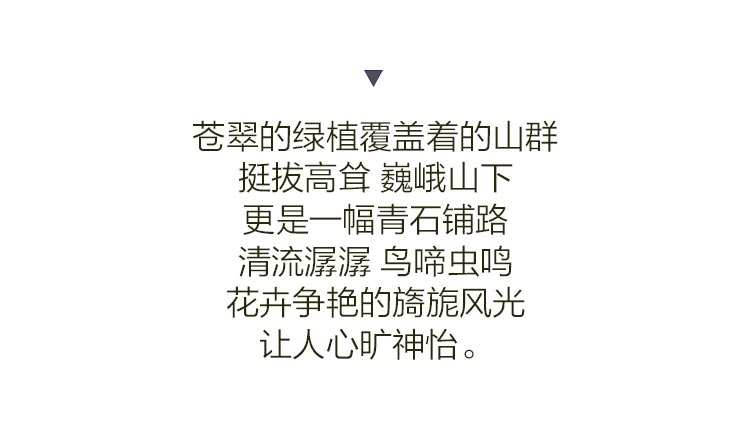 苍翠的绿植覆盖着的山群
挺拔高耸 巍峨山下
更是一幅青石铺路
清流潺潺 鸟啼虫鸣
花卉争艳的旖旎风光
让人心旷神怡。